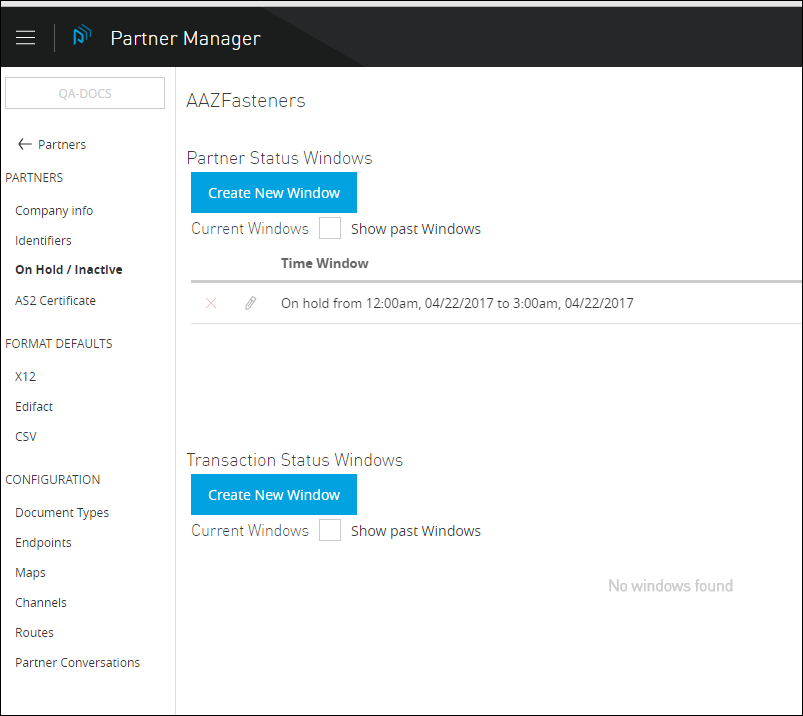 Partner Manager
QA-DOCS
Partners
PARTNERS
Company info
Identifiers
On Hold / Inactive
AS2 Certificate
FORMAT DEFAULTS
X12
Edifact
CSV
CONFIGURATION
Document Types
Endpoints
Maps
Channels
Routes
Partner Conversations
AAZFasteners
Partner Status Windows
Create New Window
Current Windows Show past Windows
Time Window
On hold from 12:00am, 04/22/2017 to 3:00am, 04/22/2017
Transaction Status Windows
Create New Window
Current Windows Show past Windows
No windows found